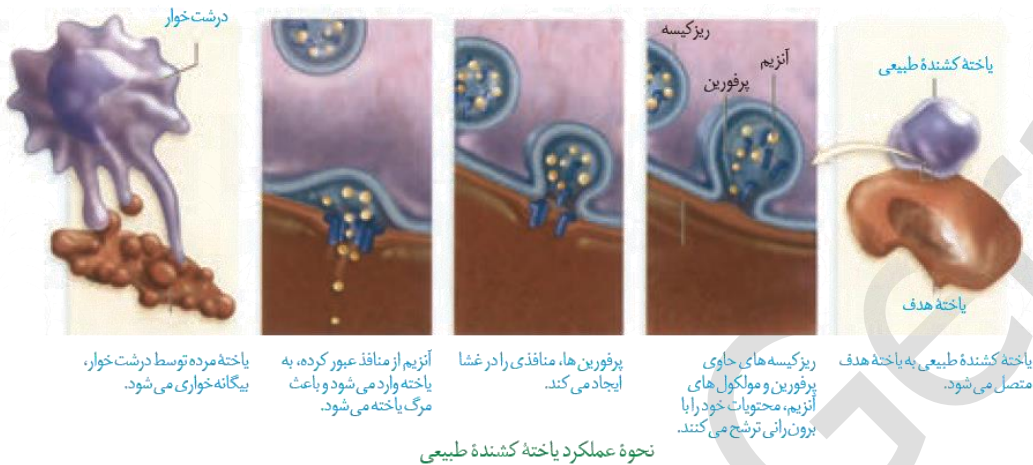 درشت‌خوار
ریزکیسه
آنزیم
پرفورین
یاختهٔ کشندهٔ طبیعی
یاختهٔ هدف
یاختهٔ کشندهٔ طبیعی به یاختهٔ هدف
متصل می‌شود.
ریزکیسه‌های حاوی
پرفورین و مولکول‌های
آنزیم، محتویات خود را با
برون‌رانی ترشح می‌کنند.
پرفورین‌ها، منافذی را در غشا
ایجاد می‌کند.
آنزیم از منافذ عبور کرده، به
یاخته وارد می‌شود و باعث
مرگ یاخته می‌شود.
یاختهٔ مرده توسط درشت‌خوار،
بیگانه‌خواری می‌شود.
نحوهٔ عملکرد یاختهٔ کشندهٔ طبیعی